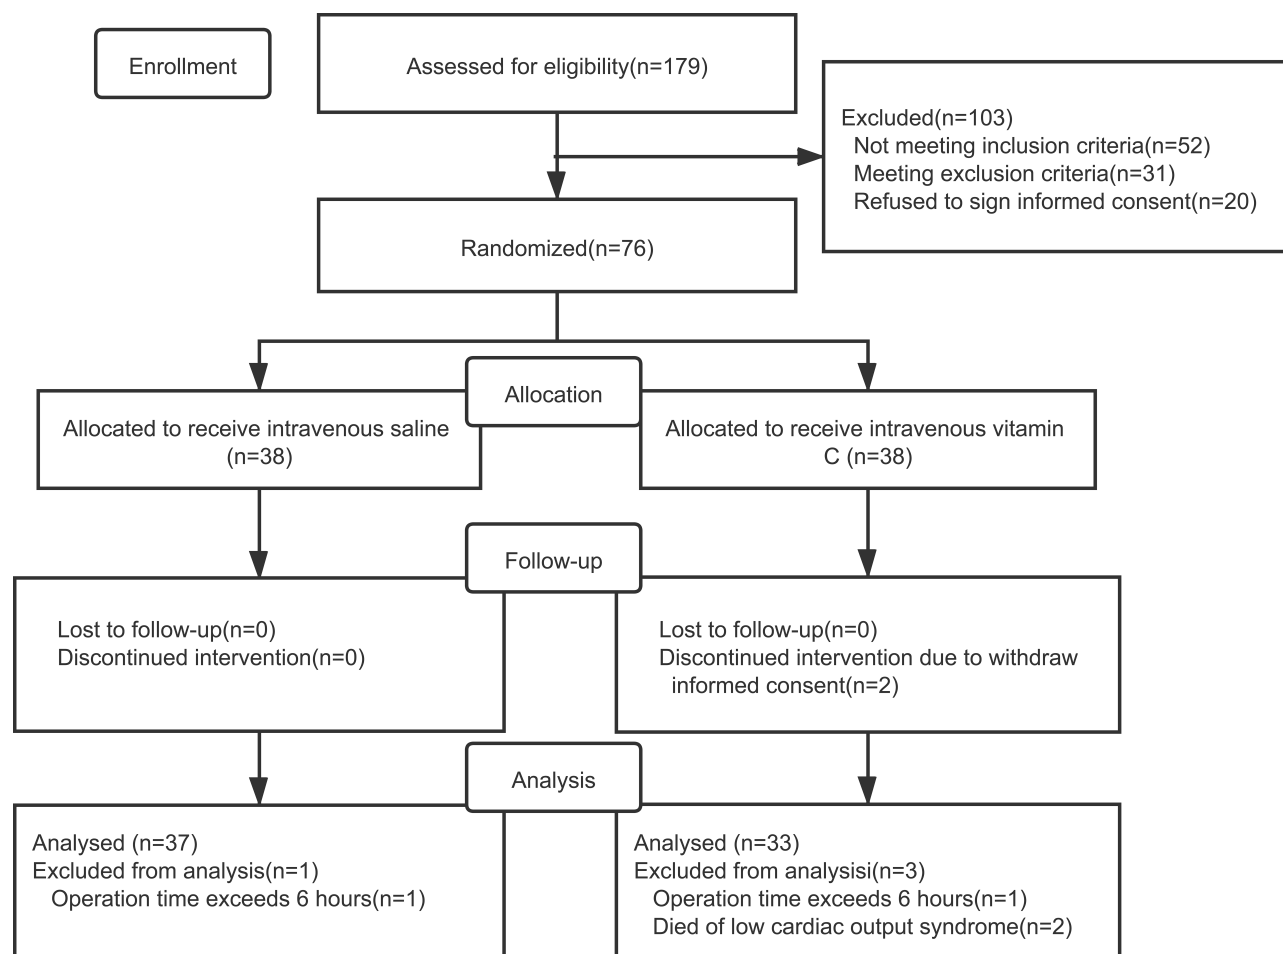 Enrollment
Assessed for eligibility(n=179)
Excluded(n=103)
Not meeting inclusion criteria(n=52)
Meeting exclusion criteria(n=31)
Refused to sign informed consent(n=20)
Randomized(n=76)
Allocation
Allocated to receive intravenous saline
(n=38)
Allocated to receive intravenous vitamin
C (n=38)
Follow-up
Lost to follow-up(n=0)
Discontinued intervention(n=0)
Lost to follow-up(n=0)
Discontinued intervention due to withdraw
informed consent(n=2)
Analysis
Analysed (n=37)
Excluded from analysis(n=1)
Operation time exceeds 6 hours(n=1)
Analysed (n=33)
Excluded from analysisi(n=3)
Operation time exceeds 6 hours(n=1)
Died of low cardiac output syndrome(n=2)